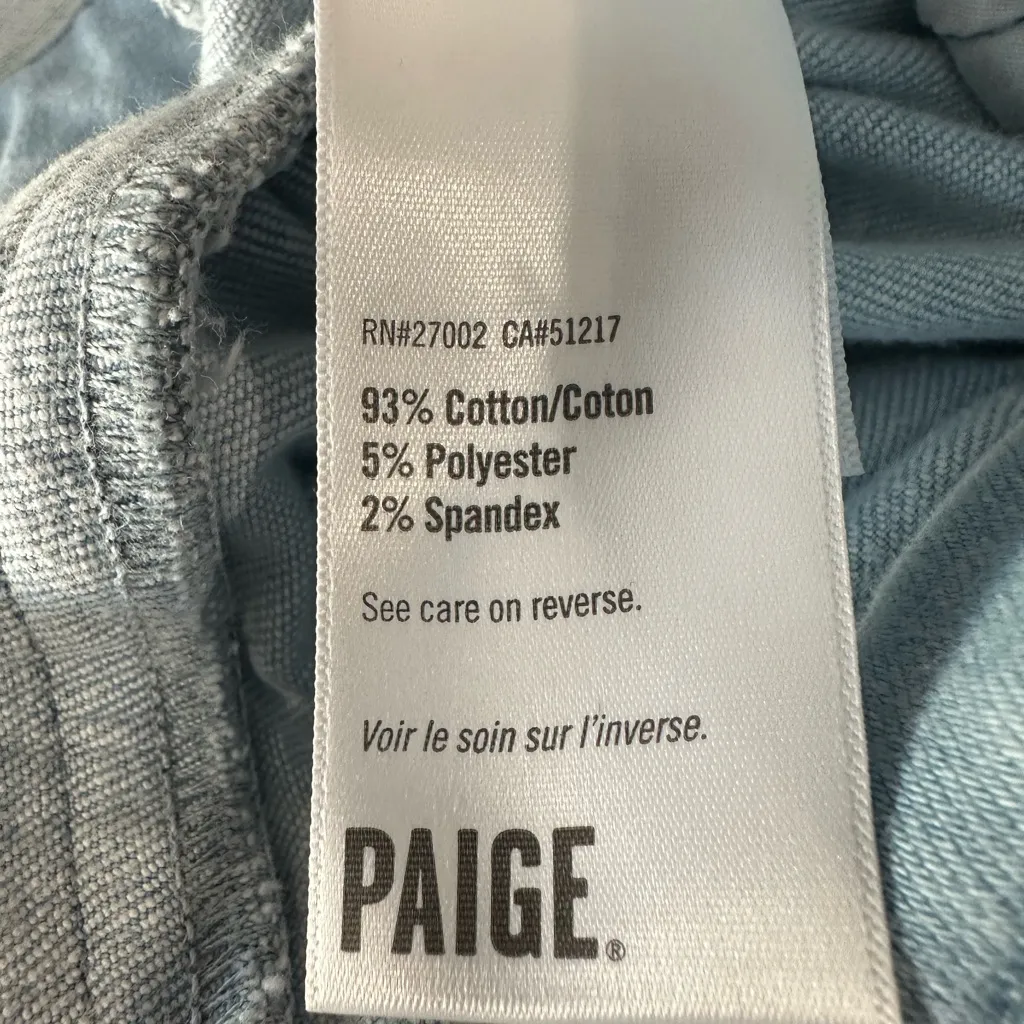 RN#27002 CA#51217
93% Cotton/Coton
5% Polyester
2% Spandex
See care on reverse.
Voir le soin sur l'inverse.
PAIGE®